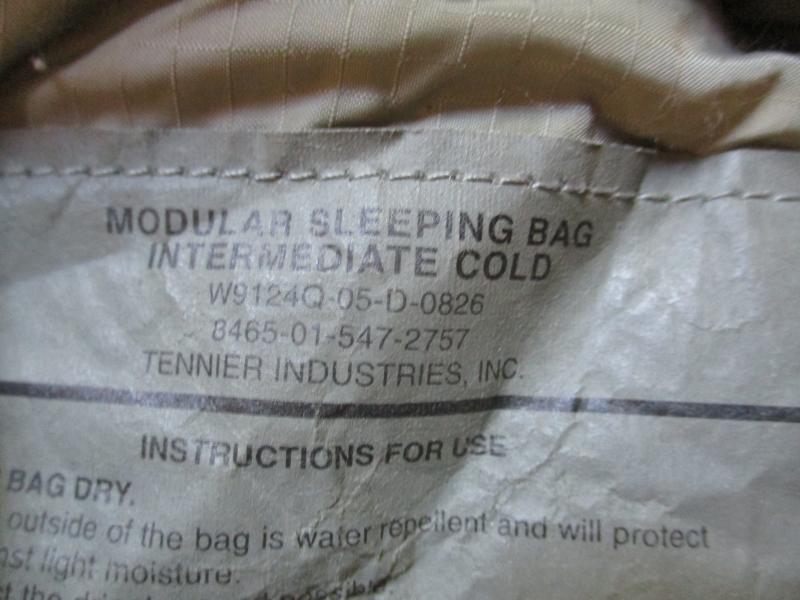 MODULAR SLEEPING BAG
INTERMEDIATE COLD
W9124Q-05-D-0826
8465-01-547-2757
TENNIER INDUSTRIES, INC.
INSTRUCTIONS FOR USE
BAG DRY.
outside of the bag is water repellent and will protect
light moisture.
the